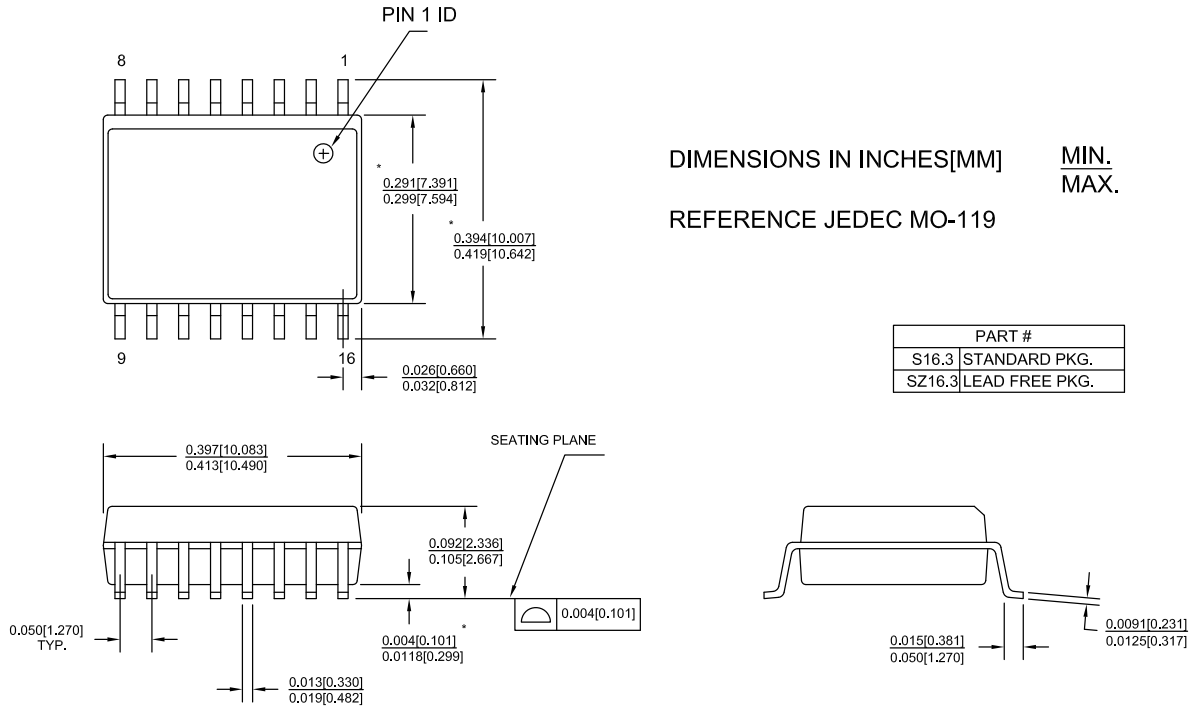 PIN 1 ID
8
1
*
0.291[7.391]
0.299[7.594]
*
0.394[10.007]
0.419[10.642]
DIMENSIONS IN INCHES[MM]
MIN.
MAX.
REFERENCE JEDEC MO-119
9
16
0.026[0.660]
0.032[0.812]
PART #
S16.3 STANDARD PKG.
SZ16.3 LEAD FREE PKG.
0.397[10.083]
0.413[10.490]
SEATING PLANE
0.092[2.336]
0.105[2.667]
0.004[0.101]
0.050[1.270]
TYP.
*
0.004[0.101]
0.0118[0.299]
0.013[0.330]
0.019[0.482]
0.015[0.381]
0.050[1.270]
0.0091[0.231]
0.0125[0.317]